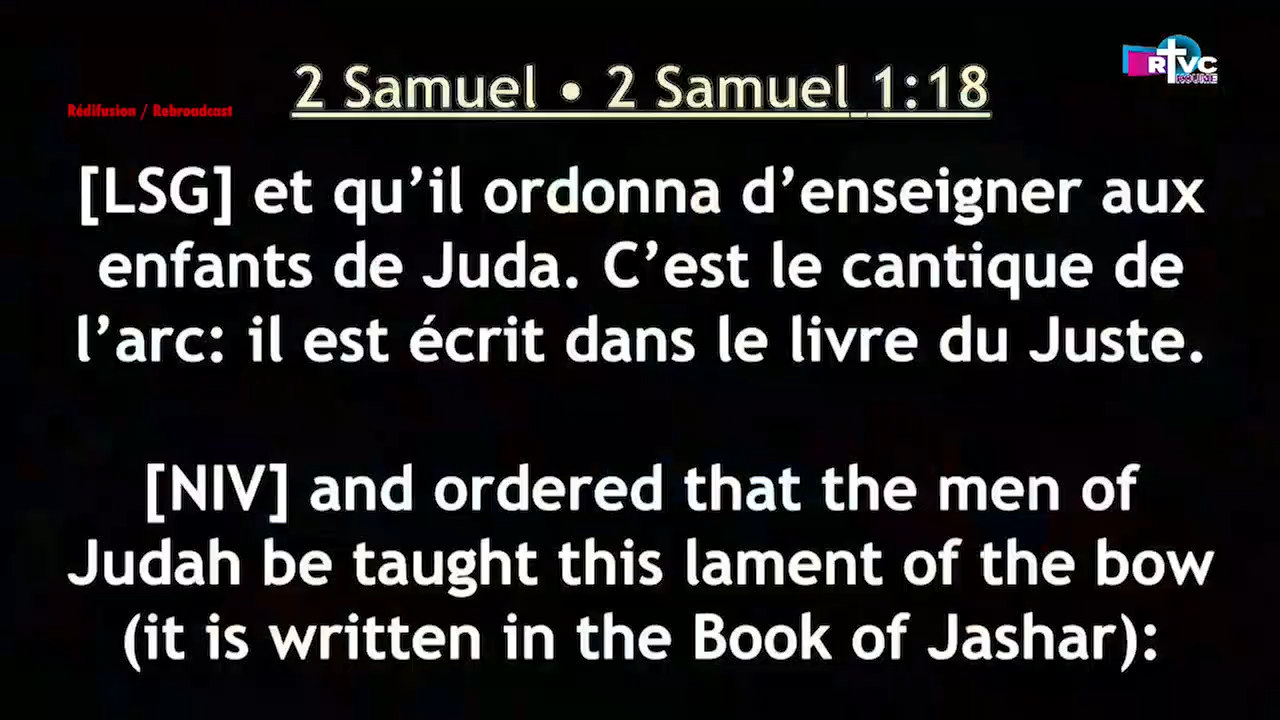 2 Samuel • 2 Samuel 1:18
RTVC
Rédifusion / Rebroadcast
[LSG] et qu’il ordonna d’enseigner aux
enfants de Juda. C’est le cantique de
l’arc: il est écrit dans le livre du Juste.
[NIV] and ordered that the men of
Judah be taught this lament of the bow
(it is written in the Book of Jashar):